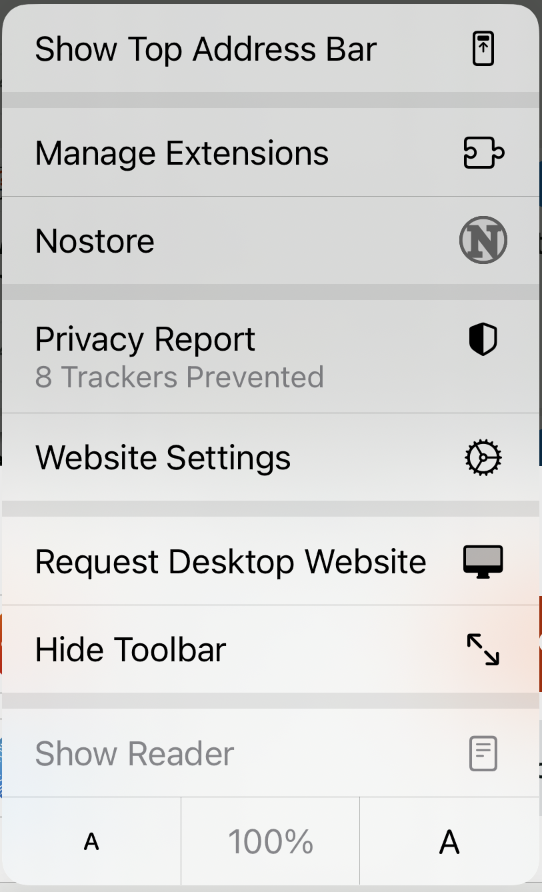 Show Top Address Bar
Manage Extensions
Nostore
N
Privacy Report
8 Trackers Prevented
Website Settings
Request Desktop Website
Hide Toolbar
Show Reader
A 100% A